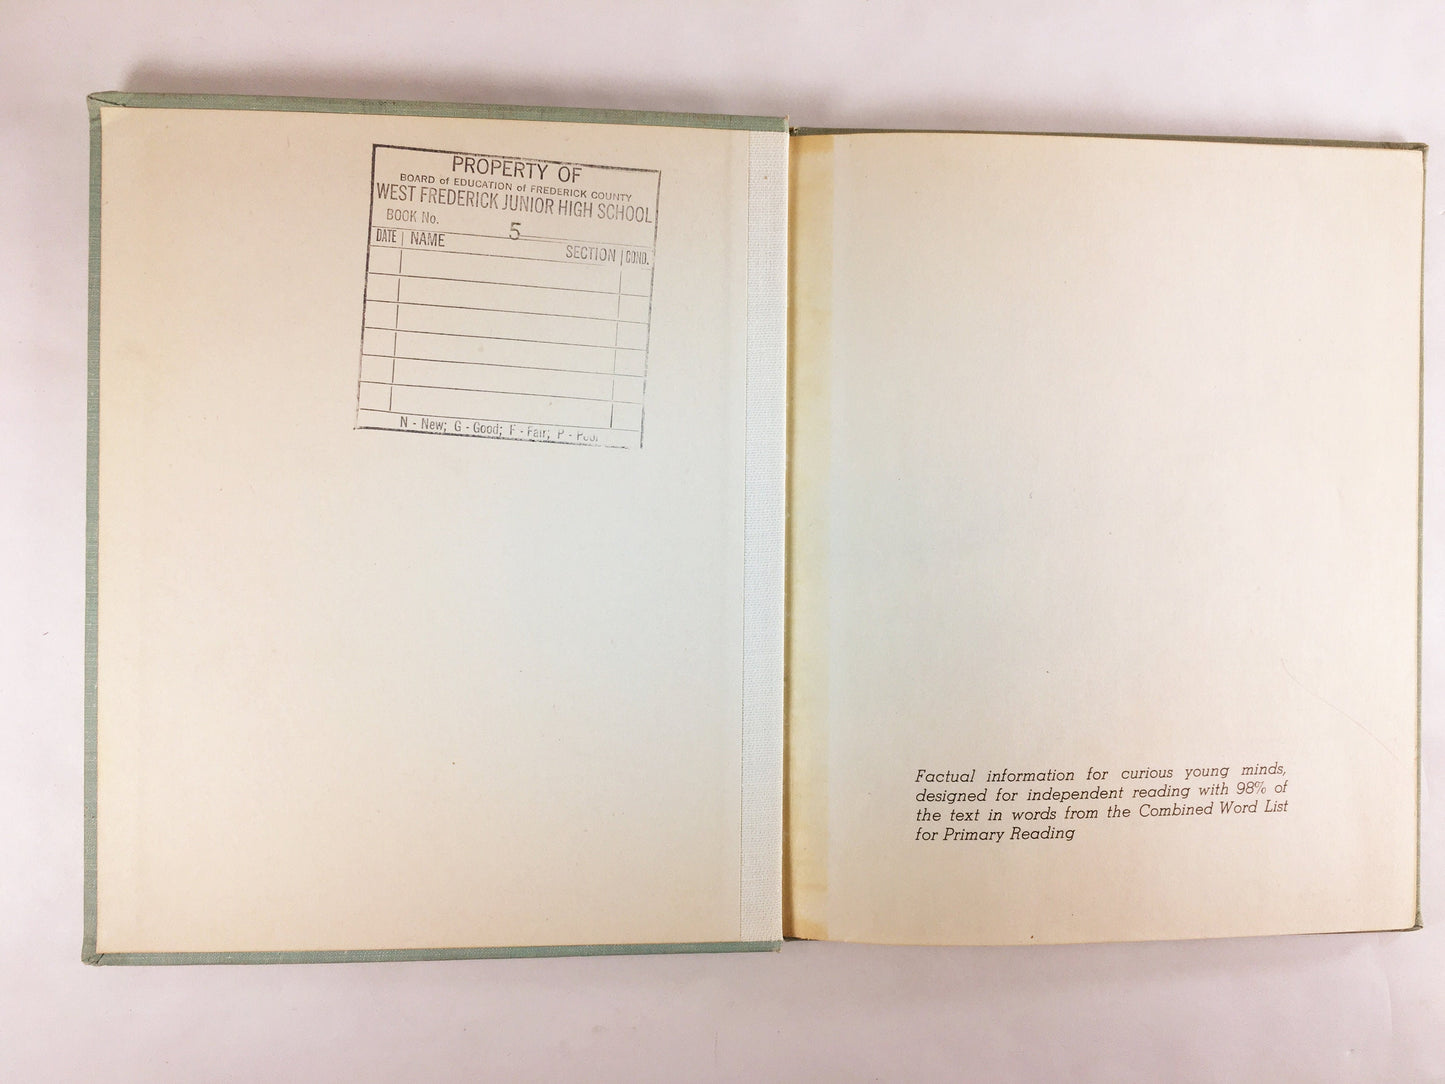 PROPERTY OF
BOARD of EDUCATION of FREDERICK COUNTY
WEST FREDERICK JUNIOR HIGH SCHOOL
BOOK No. 5
DATE NAME SECTION COND.
N - New; G - Good; F - Fair; P - Poor
Factual information for curious young minds,
designed for independent reading with 98% of
the text in words from the Combined Word List
for Primary Reading